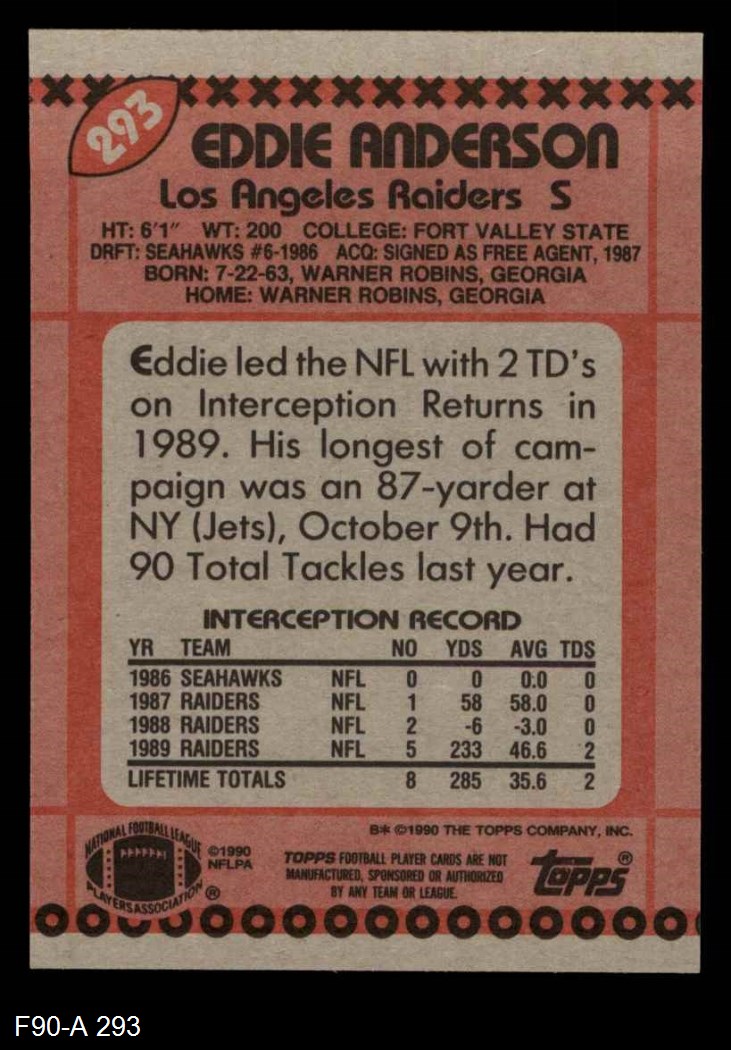 293
EDDIE ANDERSON
Los Angeles Raiders S
HT: 6'1" WT: 200 COLLEGE: FORT VALLEY STATE
DRFT: SEAHAWKS #6-1986 ACQ: SIGNED AS FREE AGENT, 1987
BORN: 7-22-63, WARNER ROBINS, GEORGIA
HOME: WARNER ROBINS, GEORGIA
Eddie led the NFL with 2 TD's
on Interception Returns in
1989. His longest of cam-
paign was an 87-yarder at
NY (Jets), October 9th. Had
90 Total Tackles last year.
INTERCEPTION RECORD
YR TEAM NO YDS AVG TDS
1986 SEAHAWKS NFL 0 0 0.0 0
1987 RAIDERS NFL 1 58 58.0 0
1988 RAIDERS NFL 2 -6 -3.0 0
1989 RAIDERS NFL 5 233 46.6 2
LIFETIME TOTALS 8 285 35.6 2
B* ©1990 THE TOPPS COMPANY, INC.
NATIONAL FOOTBALL LEAGUE
PLAYERS ASSOCIATION ®
©1990
NFLPA
TOPPS FOOTBALL PLAYER CARDS ARE NOT
MANUFACTURED, SPONSORED OR AUTHORIZED
BY ANY TEAM OR LEAGUE.
topps®
F90-A 293